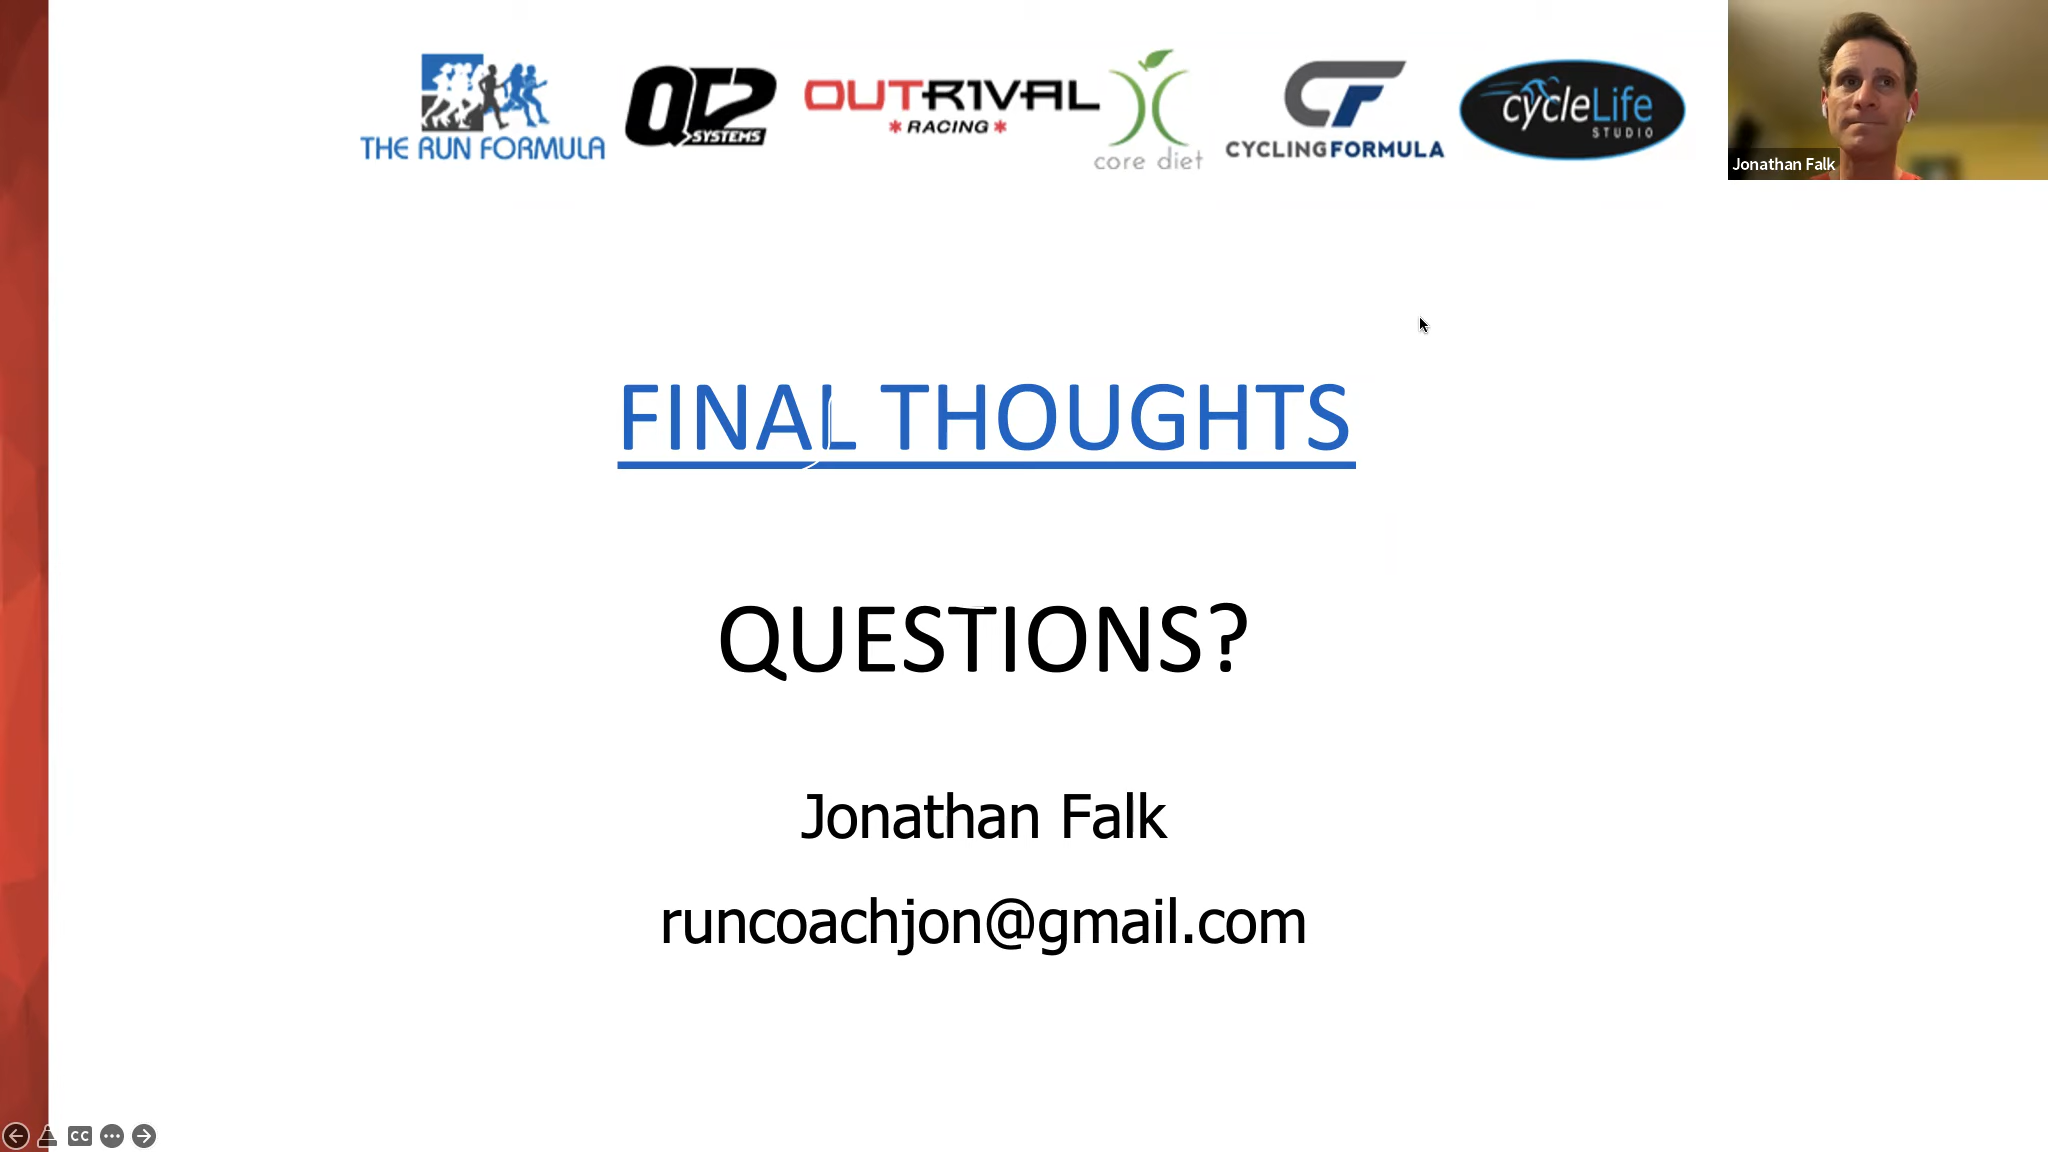 THE RUN FORMULA
QT2 SYSTEMS
OUTRIVAL RACING
core diet
CF CYCLINGFORMULA
cycleLife STUDIO
Jonathan Falk
FINAL THOUGHTS
QUESTIONS?
Jonathan Falk
runcoachjon@gmail.com
CC